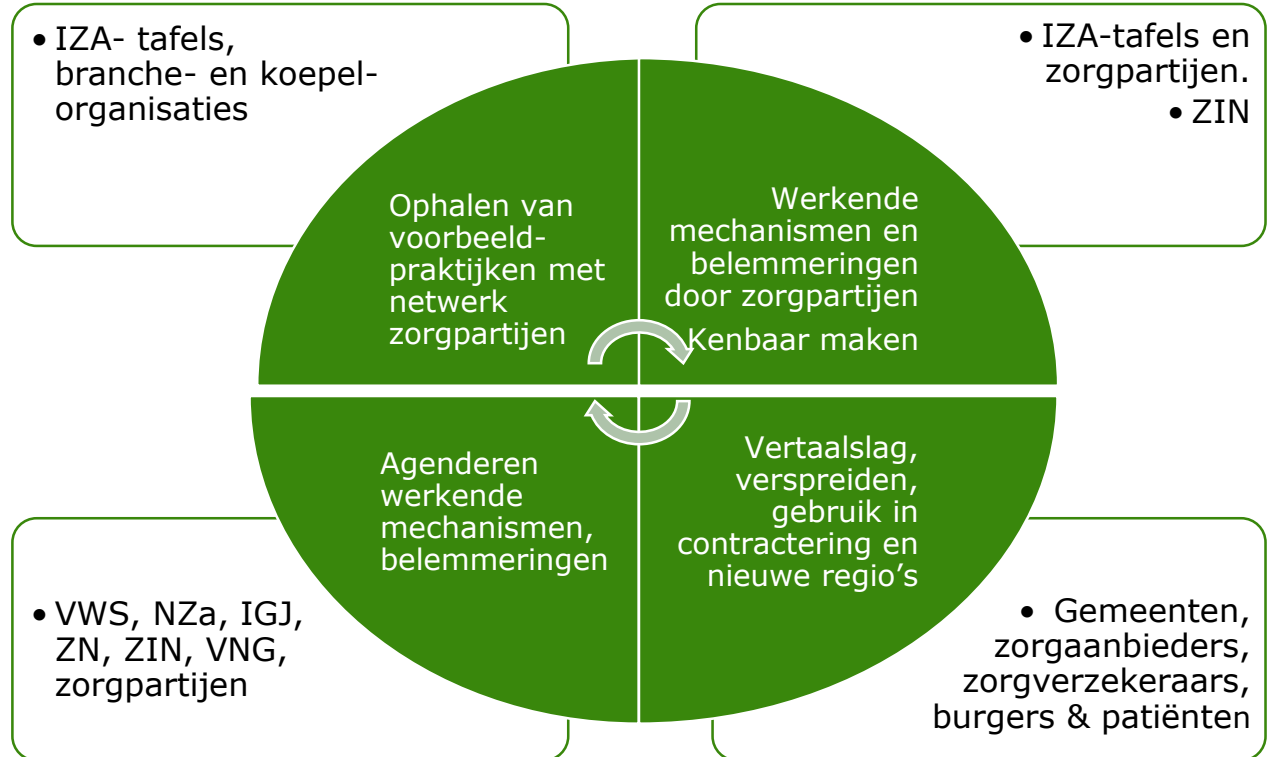 • IZA- tafels,
branche- en koepel-
organisaties
• IZA-tafels en
zorgpartijen.
• ZIN
Ophalen van
voorbeeld-
praktijken met
netwerk
zorgpartijen
Werkende
mechanismen en
belemmeringen
door zorgpartijen
Kenbaar maken
Agenderen
werkende
mechanismen,
belemmeringen
Vertaalslag,
verspreiden,
gebruik in
contractering en
nieuwe regio’s
• VWS, NZa, IGJ,
ZN, ZIN, VNG,
zorgpartijen
• Gemeenten,
zorgaanbieders,
zorgverzekeraars,
burgers & patiënten